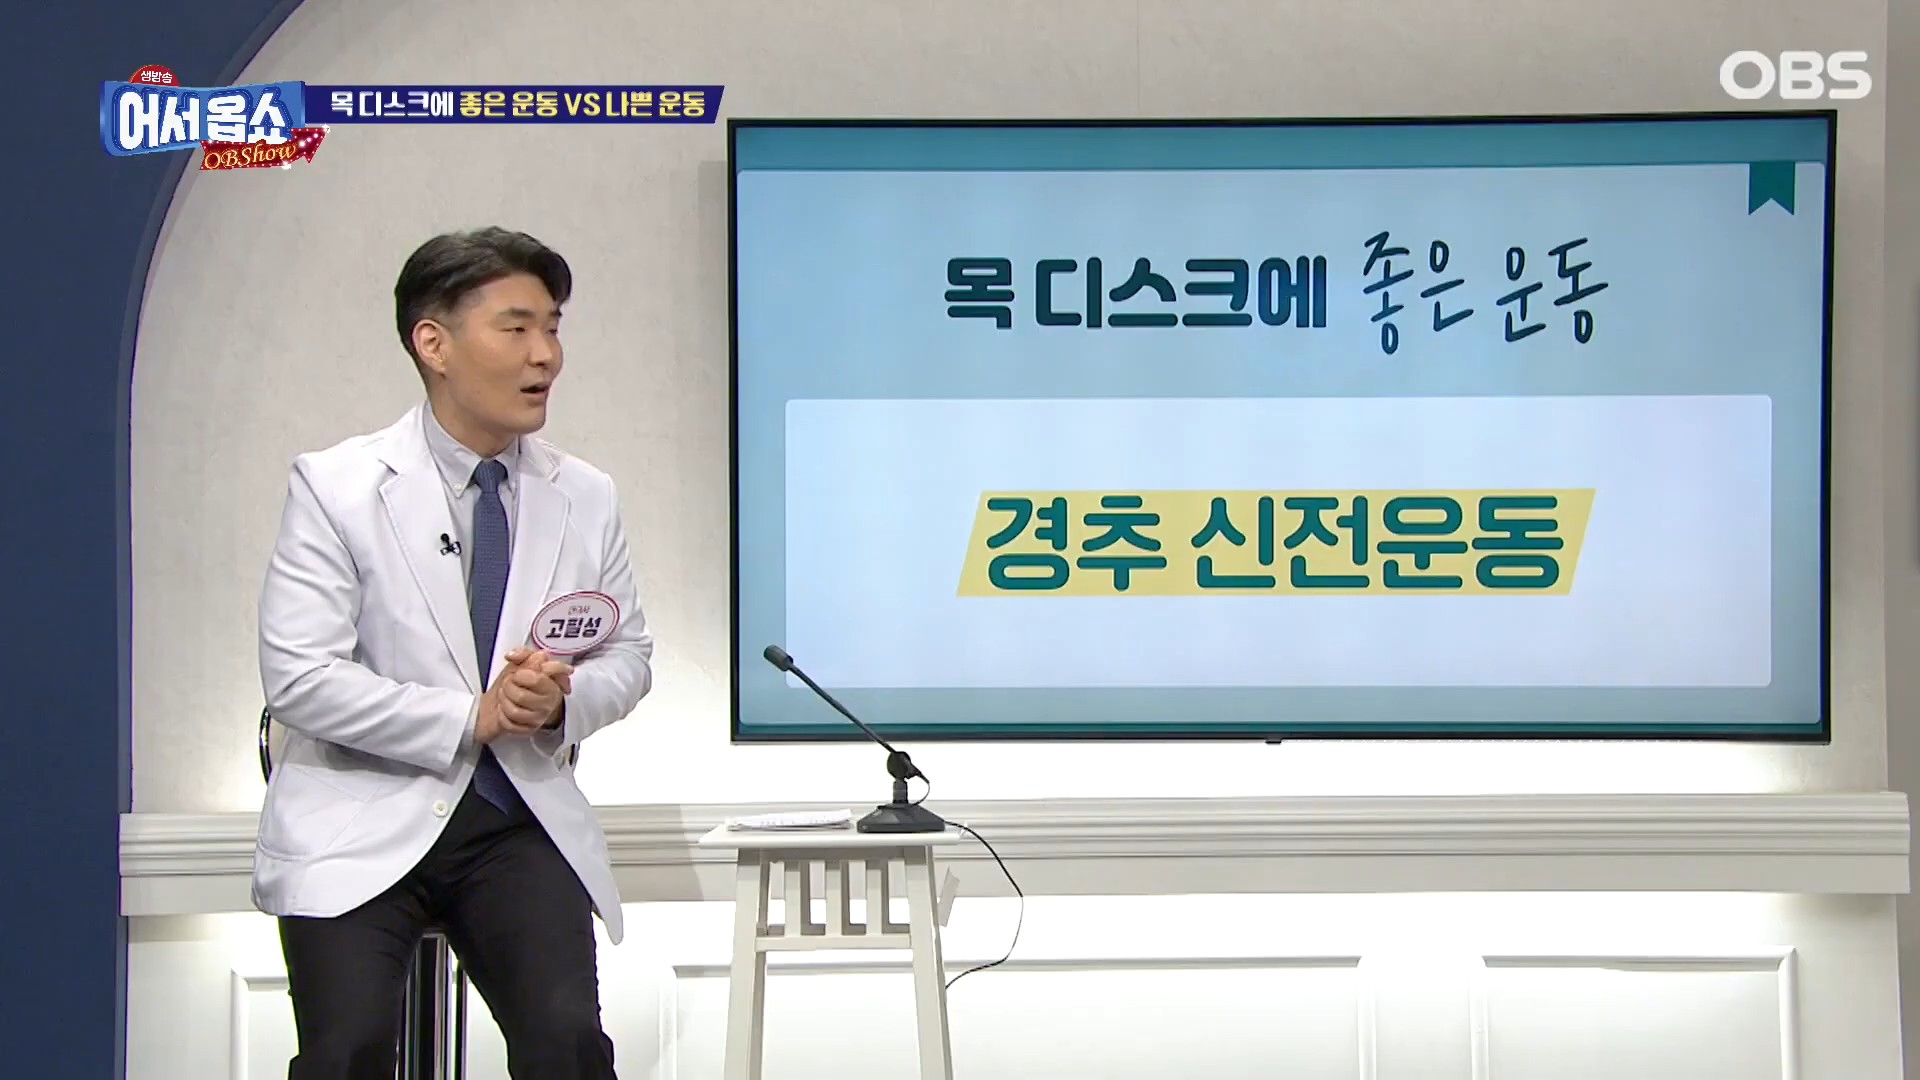 생방송
어서옵쇼
OBShow
목 디스크에 좋은 운동 VS 나쁜 운동
OBS
목 디스크에 좋은 운동
경추 신전운동
고필성